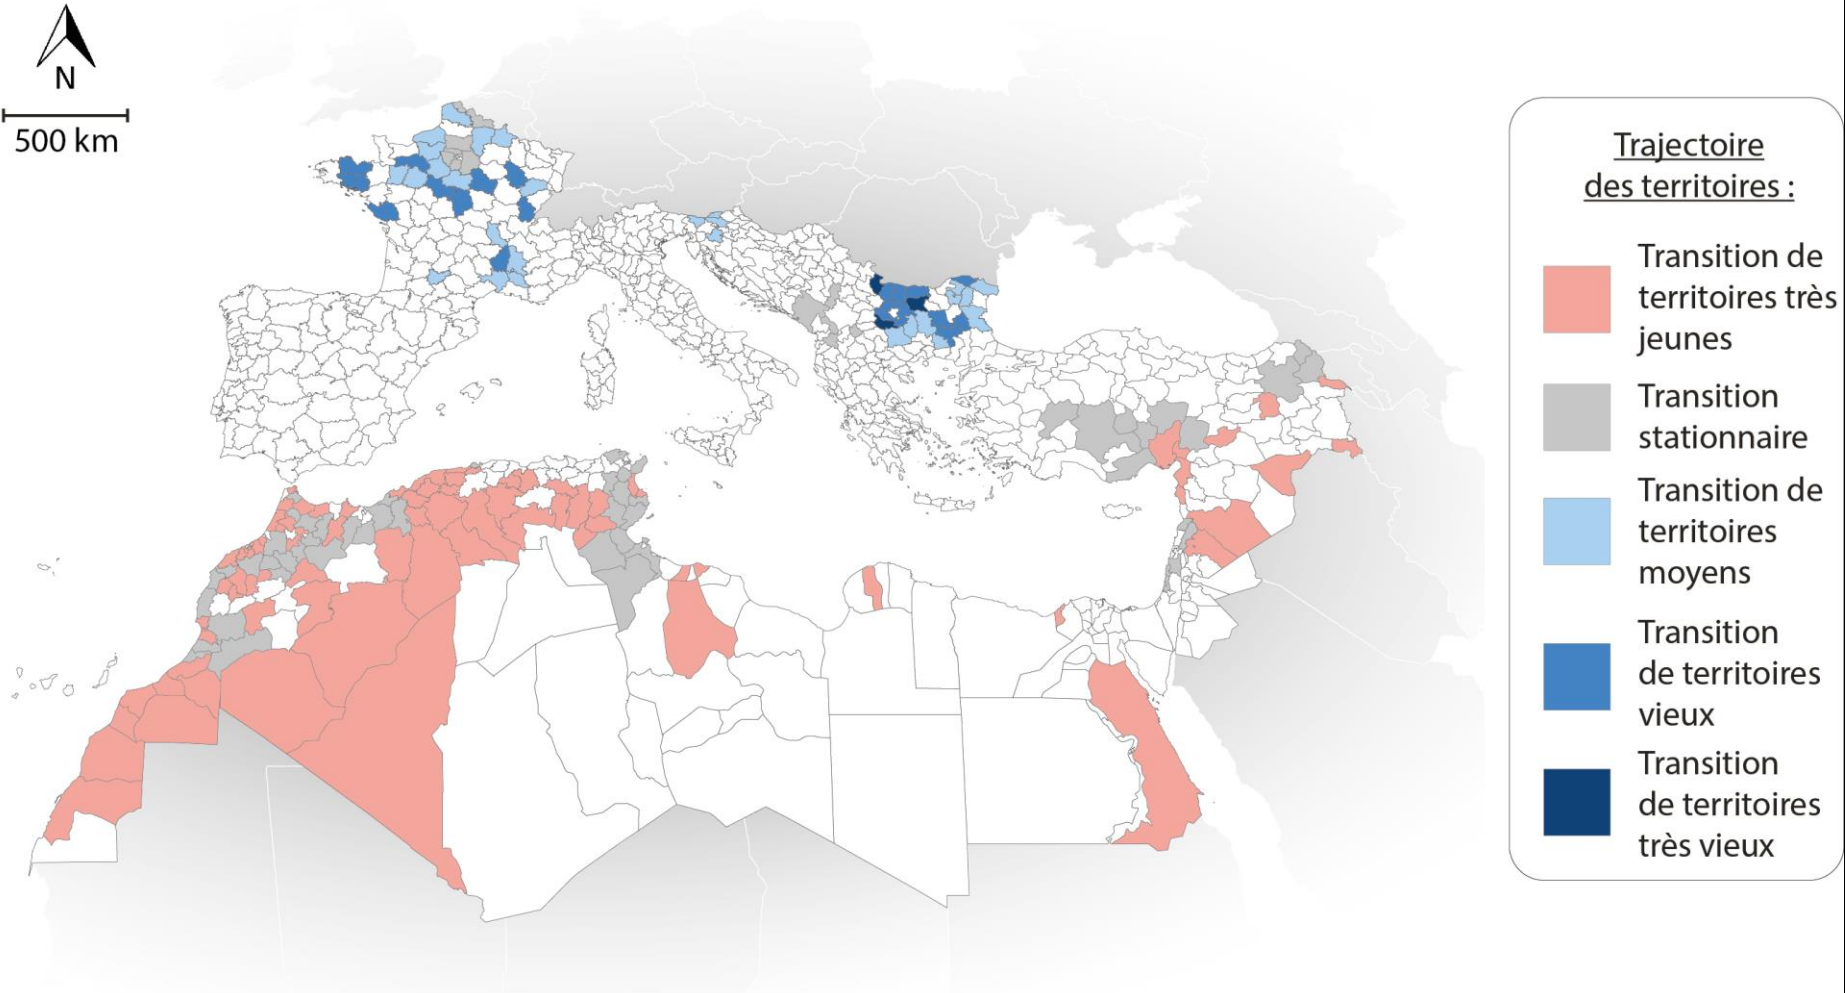 N
500 km
Trajectoire
des territoires :
Transition de
territoires très
jeunes
Transition
stationnaire
Transition de
territoires
moyens
Transition
de territoires
vieux
Transition
de territoires
très vieux